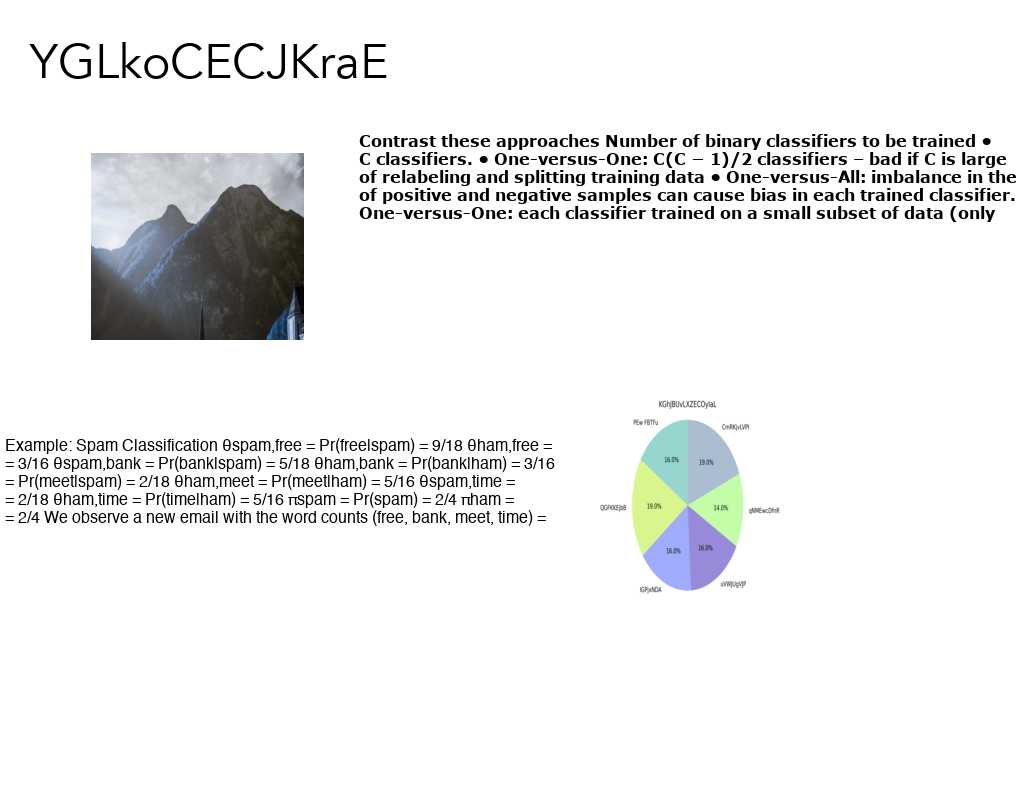 YGLkoCECJKraE
Contrast these approaches Number of binary classifiers to be trained •
C classifiers. • One-versus-One: C(C − 1)/2 classifiers – bad if C is large
of relabeling and splitting training data • One-versus-All: imbalance in the
of positive and negative samples can cause bias in each trained classifier.
One-versus-One: each classifier trained on a small subset of data (only
Example: Spam Classification θspam,free = Pr(free|spam) = 9/18 θham,free =
= 3/16 θspam,bank = Pr(bank|spam) = 5/18 θham,bank = Pr(bank|ham) = 3/16
= Pr(meet|spam) = 2/18 θham,meet = Pr(meet|ham) = 5/16 θspam,time =
= 2/18 θham,time = Pr(time|ham) = 5/16 πspam = Pr(spam) = 2/4 πham =
= 2/4 We observe a new email with the word counts (free, bank, meet, time) =
PEw FBTFu
CmRKjvLVPl
16.0%
19.0%
19.0%
14.0%
qNMEwcDfnR
16.0%
16.0%
uVWJUgVJP